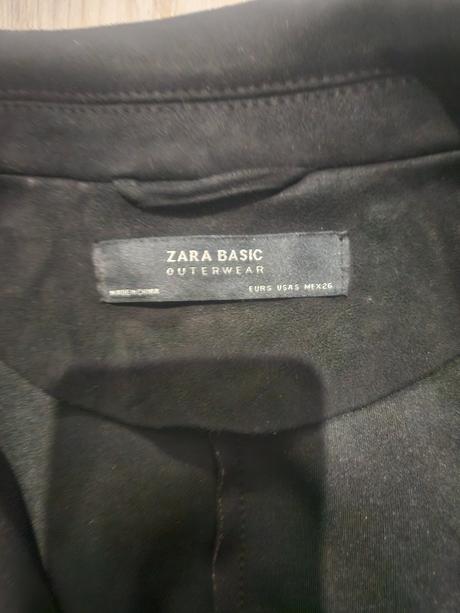 ZARA BASIC
OUTERWEAR
MADE IN CHINA
EUR S USA S MEX 26